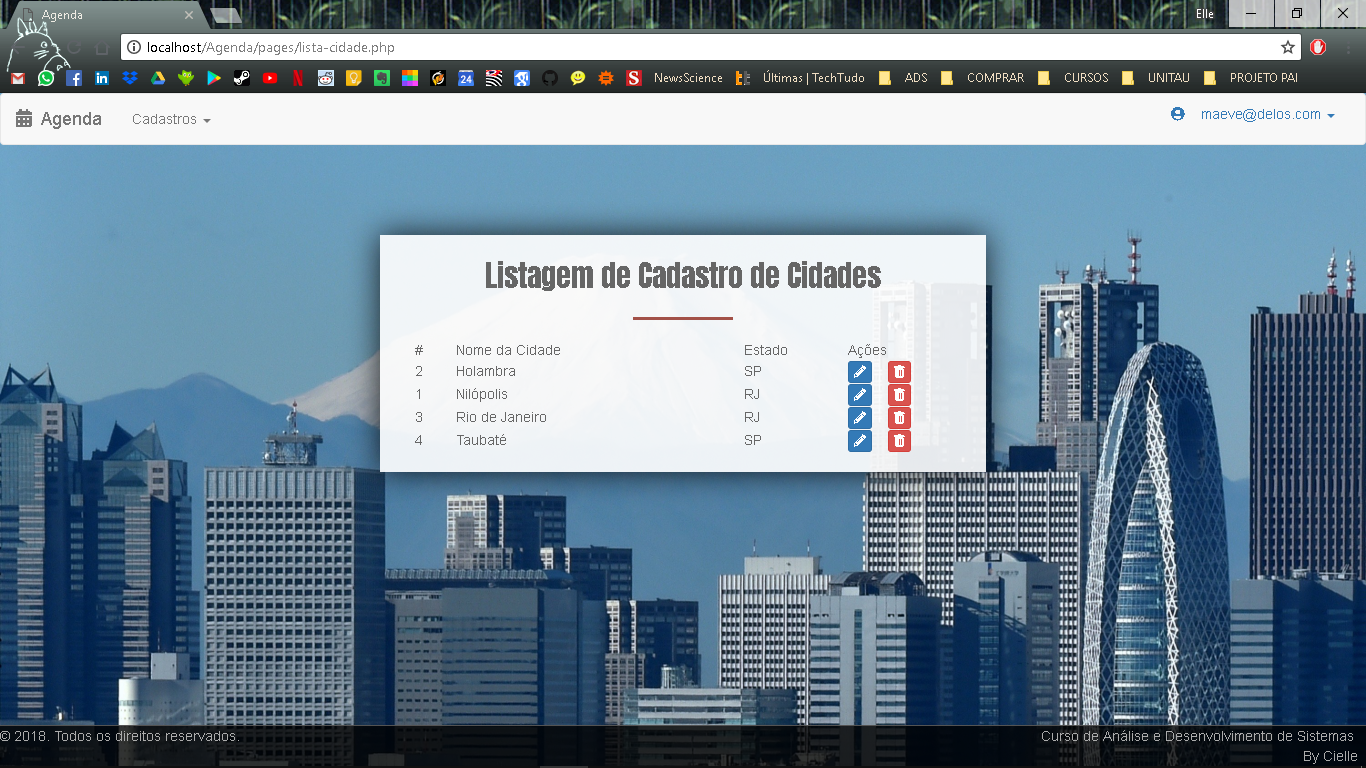 Agenda
Elle
localhost/Agenda/pages/lista-cidade.php
24 S NewsScience Últimas | TechTudo ADS COMPRAR CURSOS UNITAU PROJETO PAI
Agenda Cadastros maeve@delos.com
Listagem de Cadastro de Cidades
# Nome da Cidade Estado Ações
2 Holambra SP
1 Nilópolis RJ
3 Rio de Janeiro RJ
4 Taubaté SP
© 2018. Todos os direitos reservados. Curso de Análise e Desenvolvimento de Sistemas
By Cielle